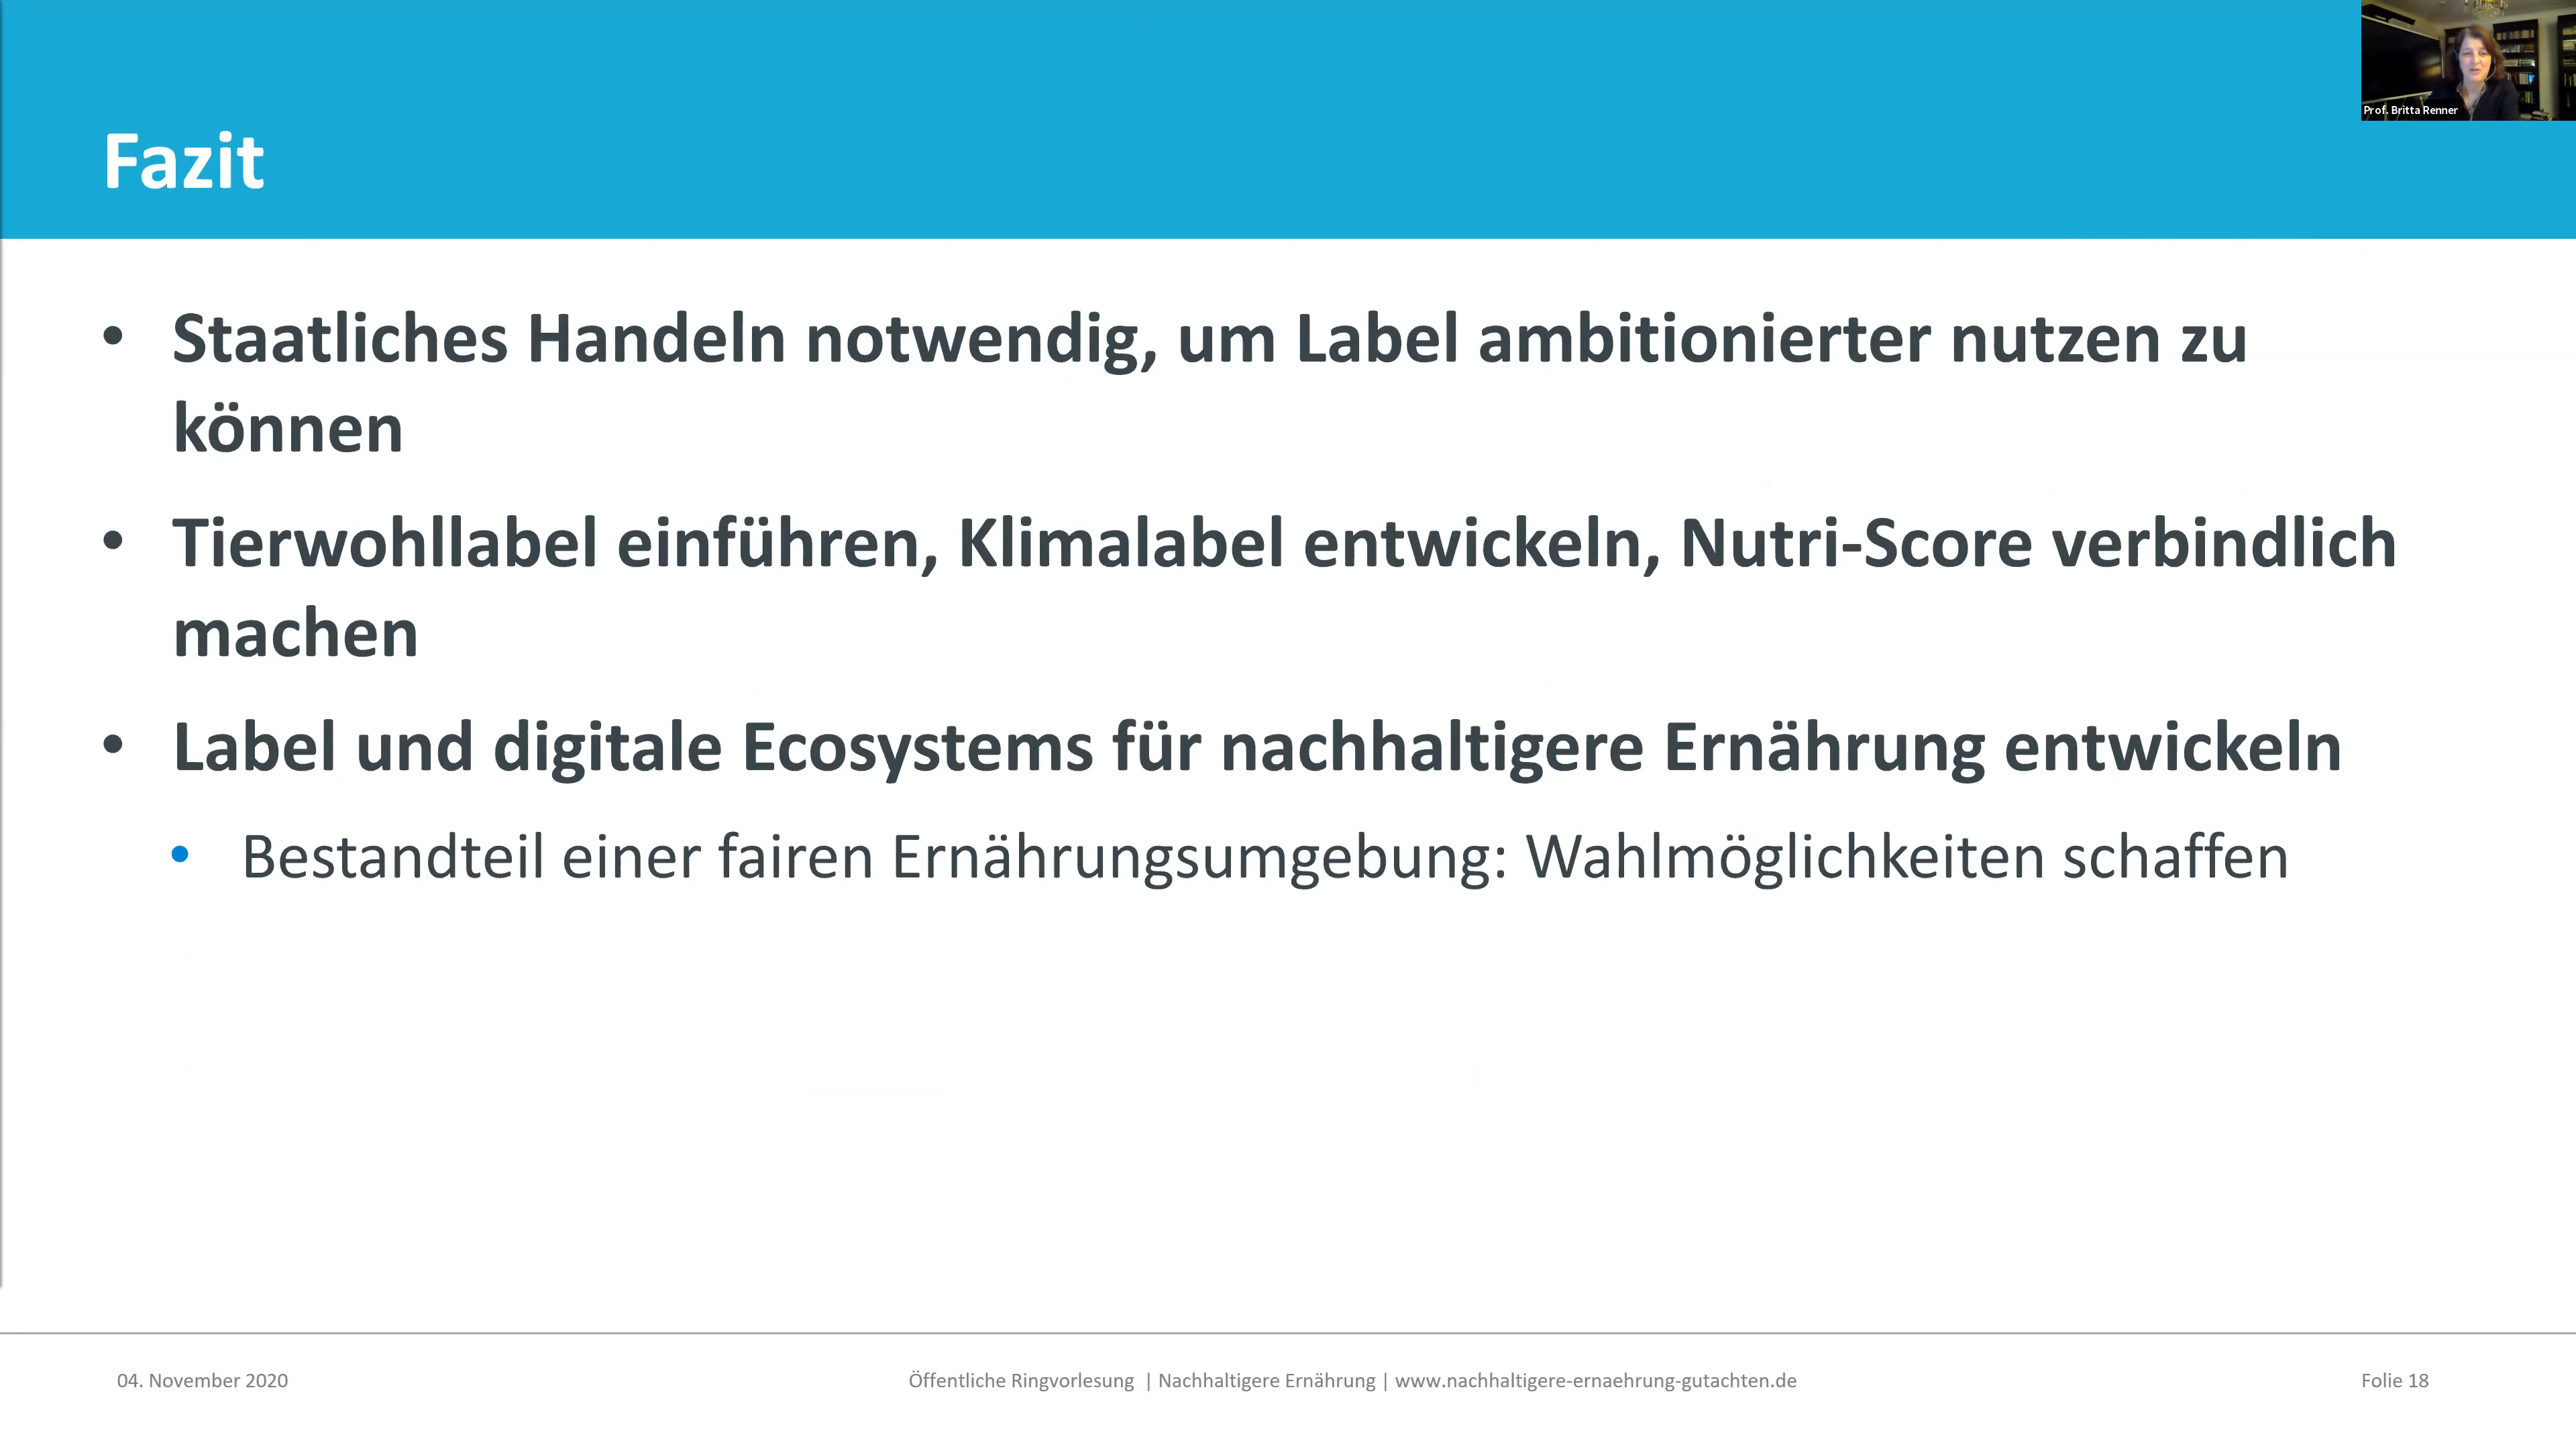 Prof. Britta Renner
Fazit
• Staatliches Handeln notwendig, um Label ambitionierter nutzen zu
können
• Tierwohllabel einführen, Klimalabel entwickeln, Nutri-Score verbindlich
machen
• Label und digitale Ecosystems für nachhaltigere Ernährung entwickeln
• Bestandteil einer fairen Ernährungsumgebung: Wahlmöglichkeiten schaffen
04. November 2020
Öffentliche Ringvorlesung | Nachhaltigere Ernährung | www.nachhaltigere-ernaehrung-gutachten.de
Folie 18